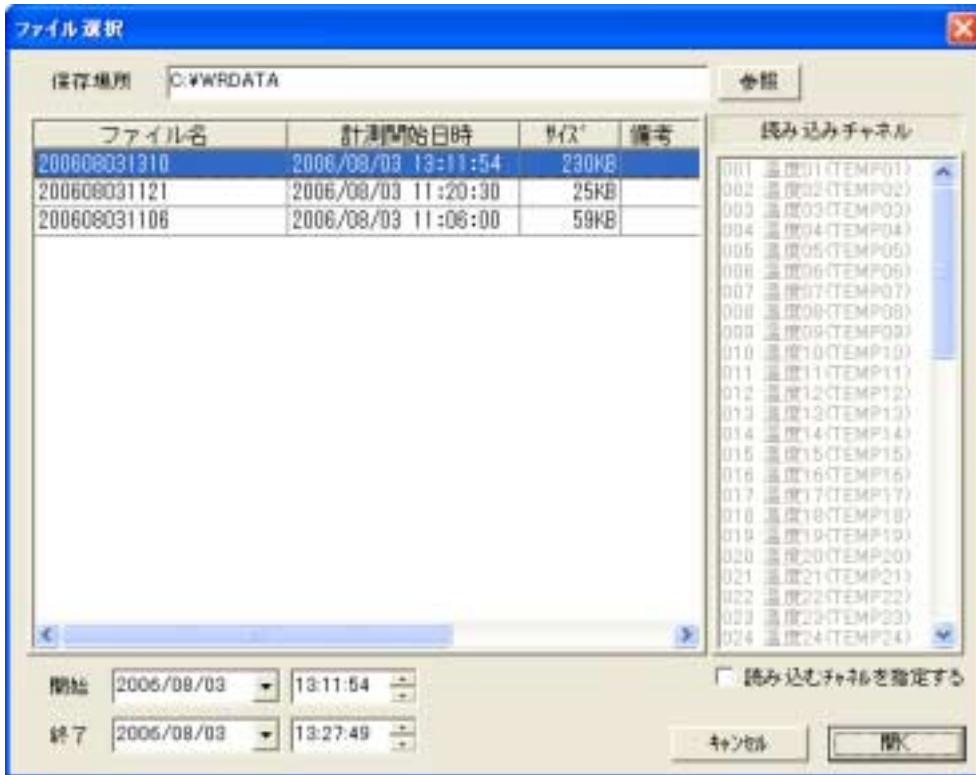 ファイル選択
保存場所 C:¥WRDATA 参照
ファイル名 計測開始日時 ｻｲｽﾞ 備考
200608031310 2006/08/03 13:11:54 230KB
200608031121 2006/08/03 11:20:30 25KB
200608031106 2006/08/03 11:06:00 59KB
読み込みチャネル
001 温度01(TEMP01)
002 温度02(TEMP02)
003 温度03(TEMP03)
004 温度04(TEMP04)
005 温度05(TEMP05)
006 温度06(TEMP06)
007 温度07(TEMP07)
008 温度08(TEMP08)
009 温度09(TEMP09)
010 温度10(TEMP10)
011 温度11(TEMP11)
012 温度12(TEMP12)
013 温度13(TEMP13)
014 温度14(TEMP14)
015 温度15(TEMP15)
016 温度16(TEMP16)
017 温度17(TEMP17)
018 温度18(TEMP18)
019 温度19(TEMP19)
020 温度20(TEMP20)
021 温度21(TEMP21)
022 温度22(TEMP22)
023 温度23(TEMP23)
024 温度24(TEMP24)
読み込むﾁｬﾈﾙを指定する
開始 2006/08/03 13:11:54
終了 2006/08/03 13:27:49
ｷｬﾝｾﾙ 開く